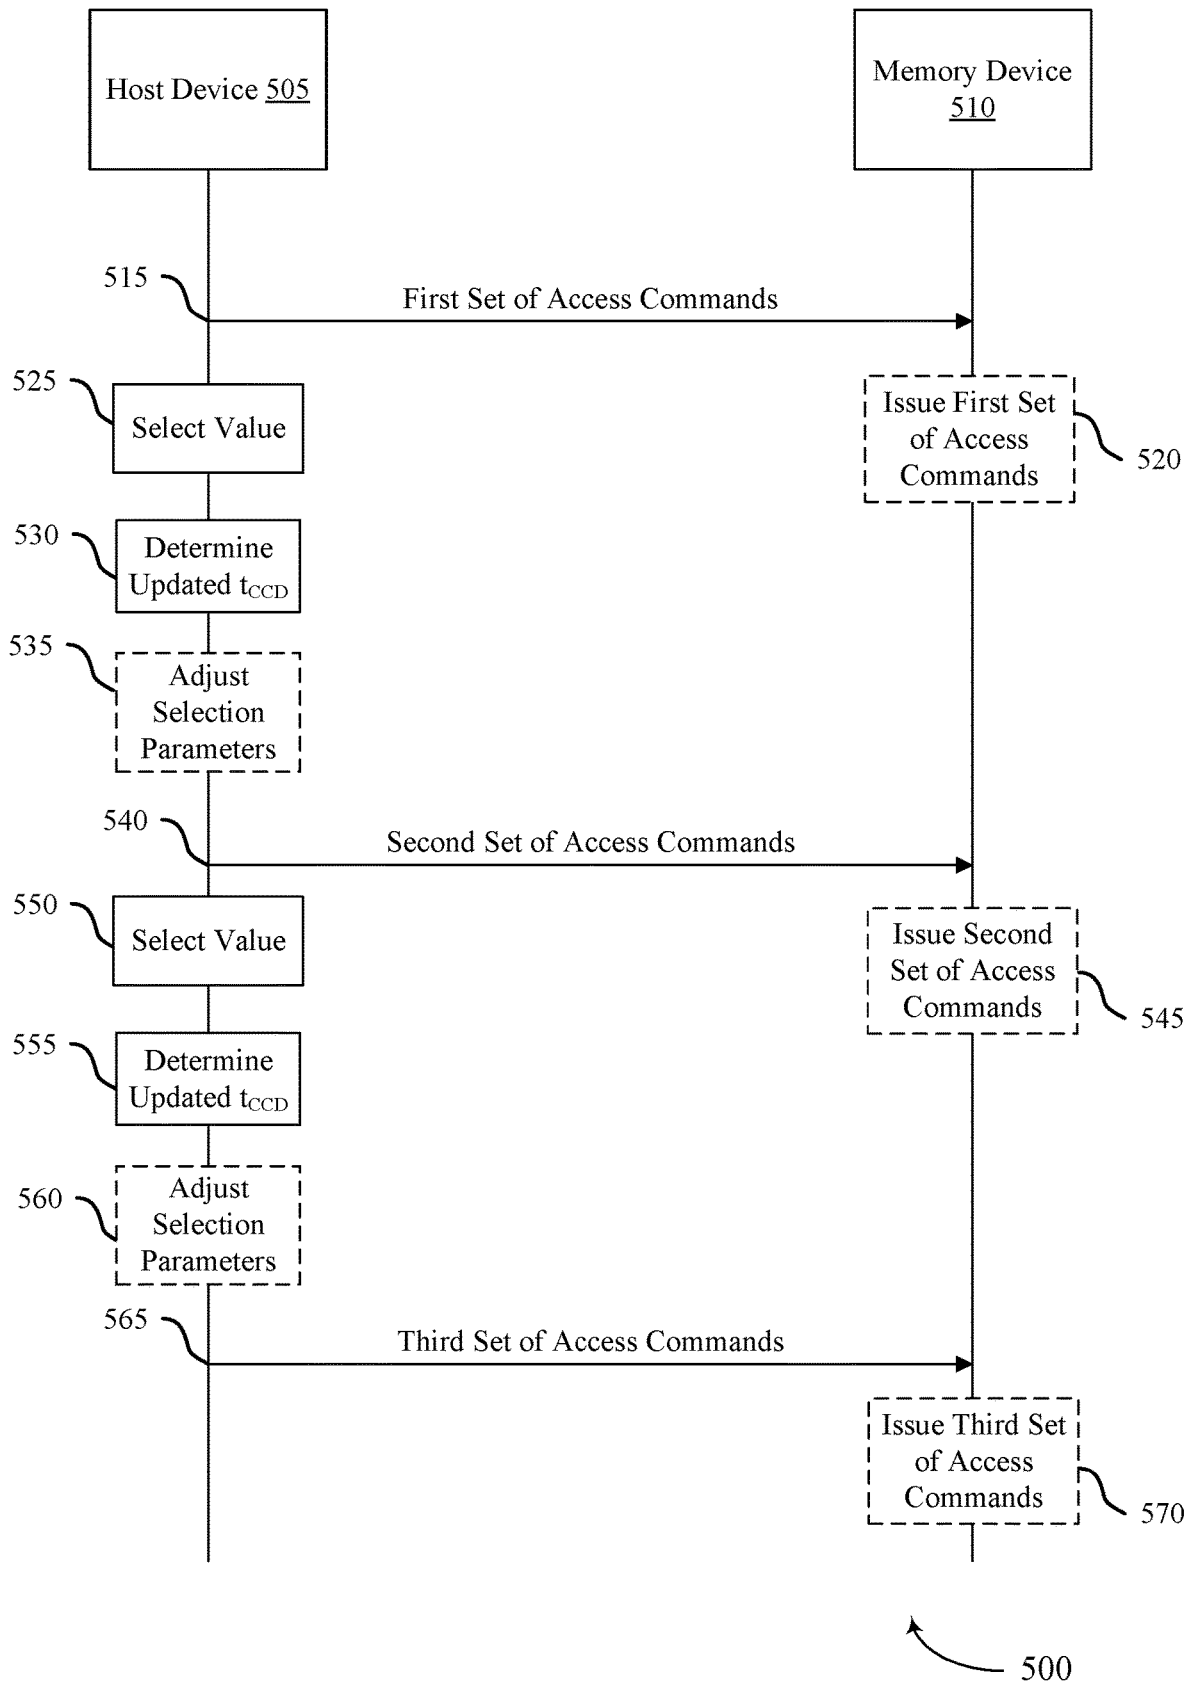 Host Device 505
Memory Device
510
515
First Set of Access Commands
525
Select Value
Issue First Set
of Access
Commands
520
530
Determine
Updated tCCD
535
Adjust
Selection
Parameters
540
Second Set of Access Commands
550
Select Value
Issue Second
Set of Access
Commands
545
555
Determine
Updated tCCD
560
Adjust
Selection
Parameters
565
Third Set of Access Commands
Issue Third Set
of Access
Commands
570
500